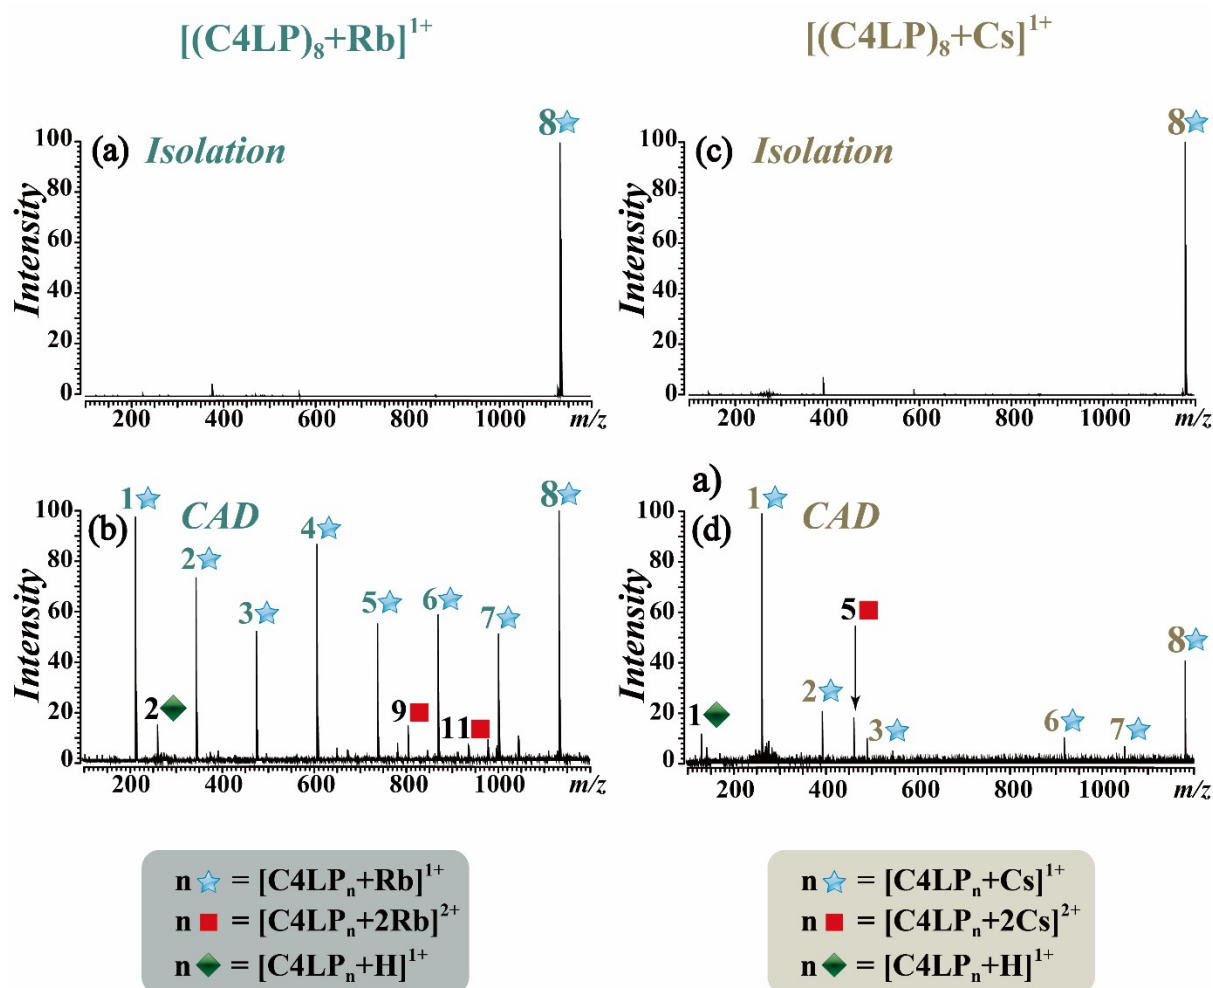 [(C4LP)₈+Rb]¹⁺
[(C4LP)₈+Cs]¹⁺
(a) Isolation
8
Intensity
100
80
60
40
20
0
200 400 600 800 1000 m/z
(c) Isolation
8
Intensity
100
80
60
40
20
0
200 400 600 800 1000 m/z
(b) CAD
1
2
2
3
4
5
9
6
11
7
8
Intensity
100
80
60
40
20
0
200 400 600 800 1000 m/z
a)
(d) CAD
1
1
2
5
3
6
7
8
Intensity
100
80
60
40
20
0
200 400 600 800 1000 m/z
n = [C4LPₙ+Rb]¹⁺
n = [C4LPₙ+2Rb]²⁺
n = [C4LPₙ+H]¹⁺
n = [C4LPₙ+Cs]¹⁺
n = [C4LPₙ+2Cs]²⁺
n = [C4LPₙ+H]¹⁺